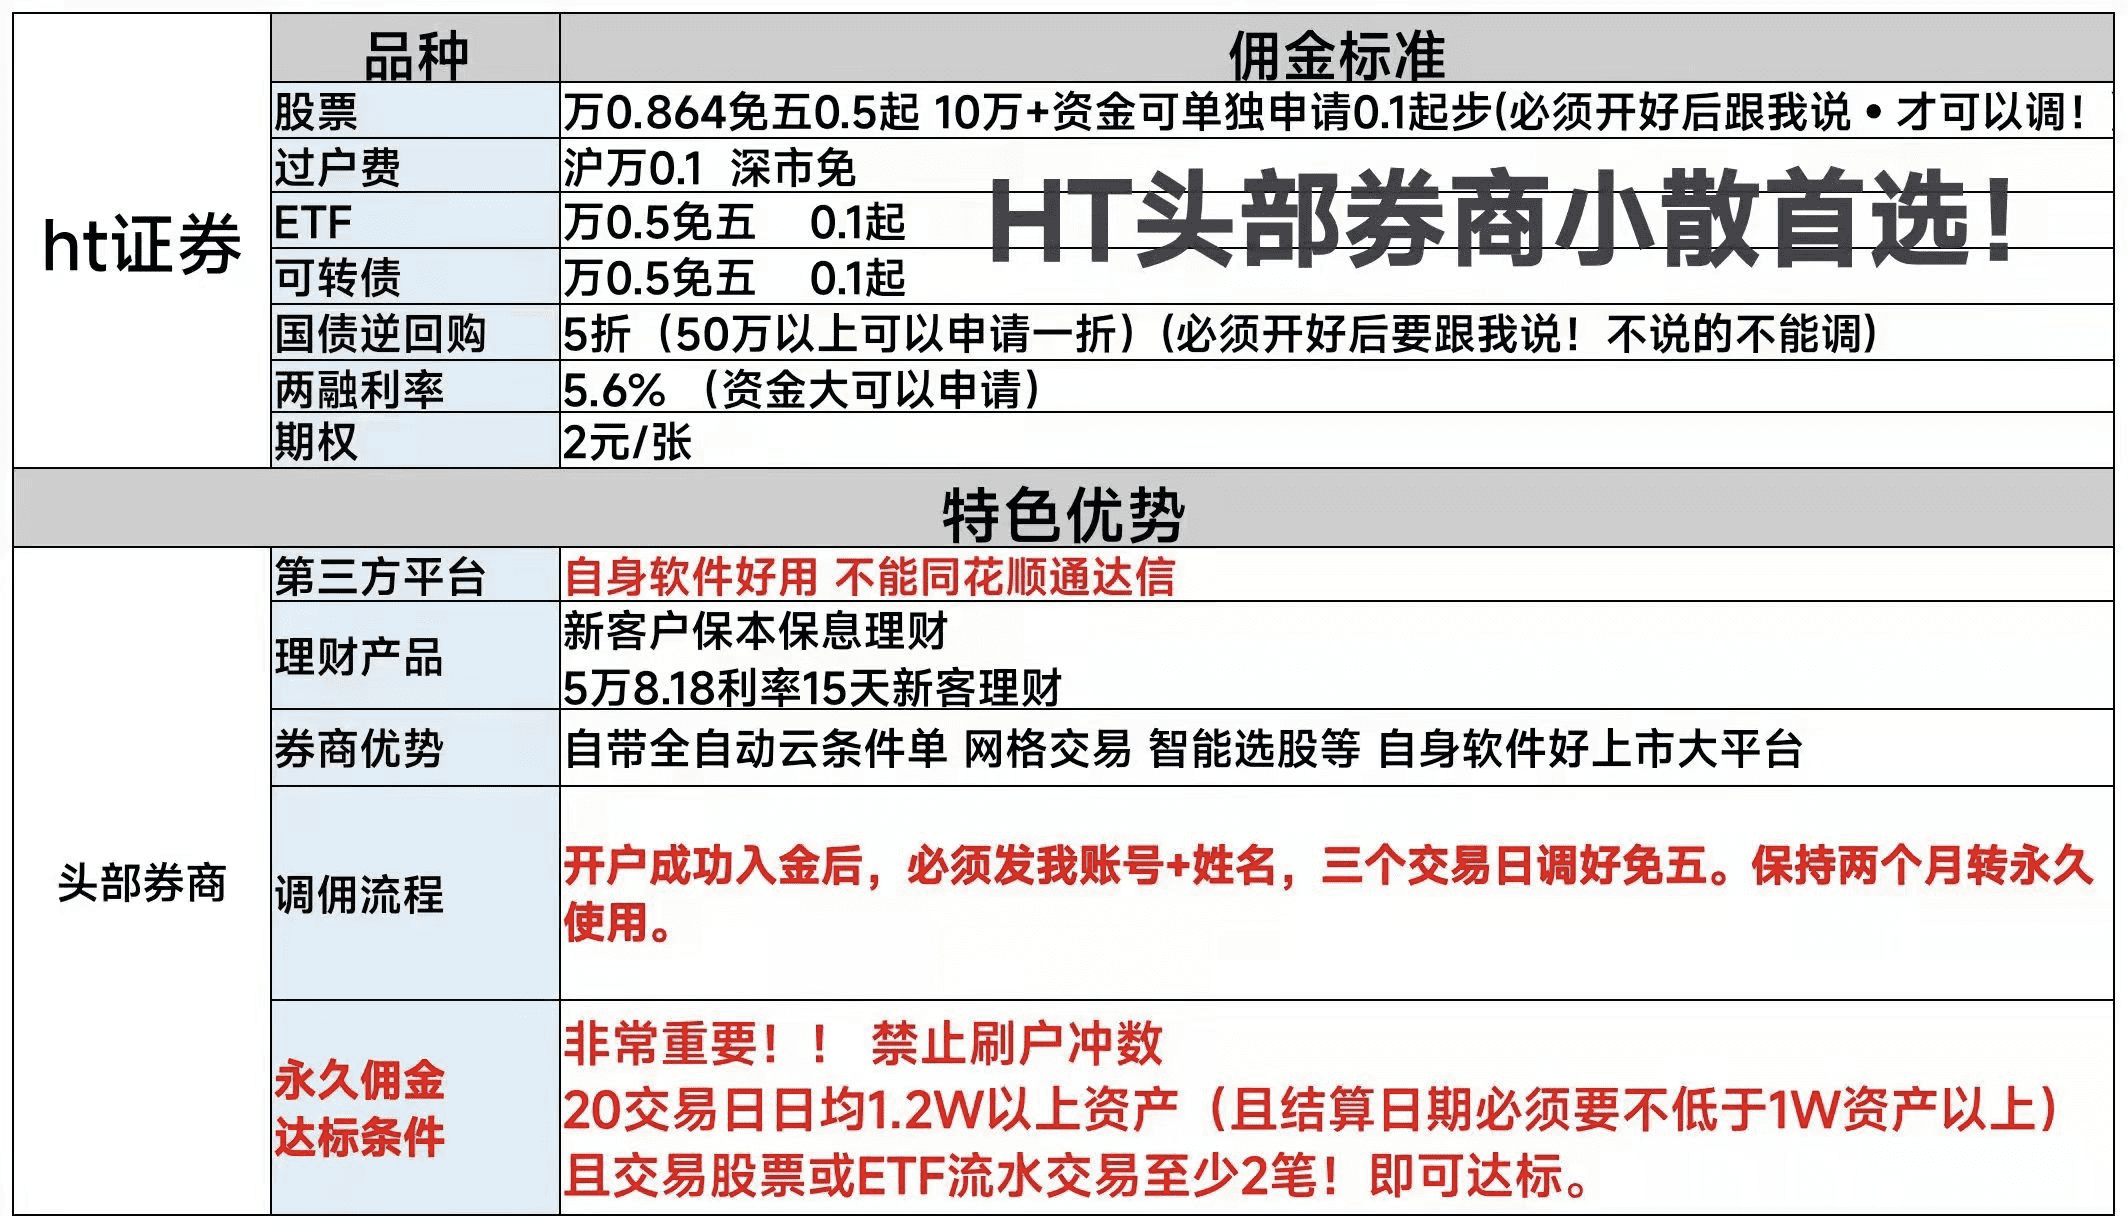 ht证券
品种
佣金标准
股票
万0.864免五0.5起 10万+资金可单独申请0.1起步(必须开好后跟我说•才可以调！)
过户费
沪万0.1 深市免
HT头部券商小散首选！
ETF
万0.5免五 0.1起
可转债
万0.5免五 0.1起
国债逆回购
5折（50万以上可以申请一折）(必须开好后要跟我说！不说的不能调)
两融利率
5.6% （资金大可以申请）
期权
2元/张
特色优势
头部券商
第三方平台
自身软件好用 不能同花顺通达信
理财产品
新客户保本保息理财
5万8.18利率15天新客理财
券商优势
自带全自动云条件单 网格交易 智能选股等 自身软件好上市大平台
调佣流程
开户成功入金后，必须发我账号+姓名，三个交易日调好免五。保持两个月转永久
使用。
永久佣金
达标条件
非常重要！！ 禁止刷户冲数
20交易日日均1.2W以上资产（且结算日期必须要不低于1W资产以上）
且交易股票或ETF流水交易至少2笔！即可达标。